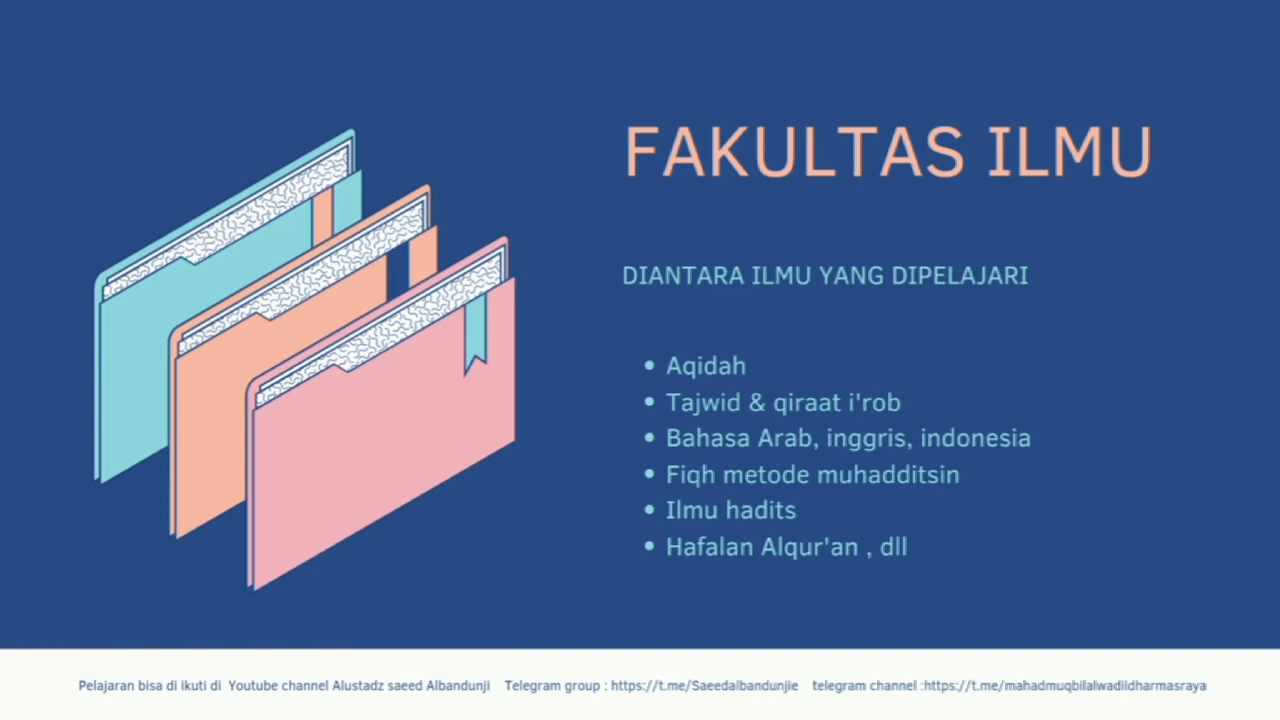 FAKULTAS ILMU
DIANTARA ILMU YANG DIPELAJARI
• Aqidah
• Tajwid & qiraat i'rob
• Bahasa Arab, inggris, indonesia
• Fiqh metode muhadditsin
• Ilmu hadits
• Hafalan Alqur'an , dll
Pelajaran bisa di ikuti di Youtube channel Alustadz saeed Albandunji Telegram group : https://t.me/Saeedalbandunjie telegram channel :https://t.me/mahadmuqbilalwadiidharmasraya